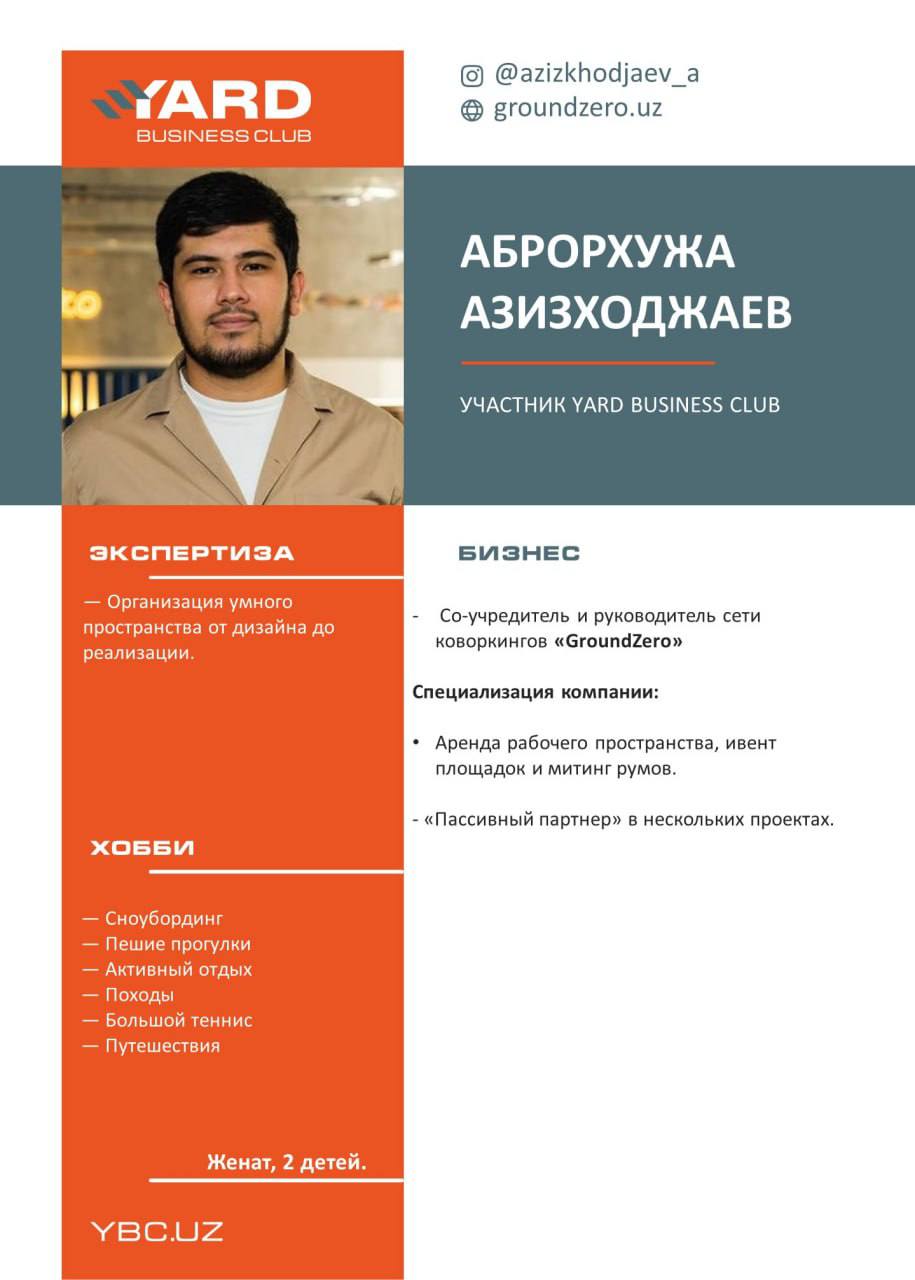 YARD
BUSINESS CLUB
@azizkhodjaev_a
groundzero.uz
АБРОРХУЖА
АЗИЗХОДЖАЕВ
УЧАСТНИК YARD BUSINESS CLUB
ЭКСПЕРТИЗА
— Организация умного
пространства от дизайна до
реализации.
ХОББИ
— Сноубординг
— Пешие прогулки
— Активный отдых
— Походы
— Большой теннис
— Путешествия
Женат, 2 детей.
YBC.UZ
БИЗНЕС
- Со-учредитель и руководитель сети
коворкингов «GroundZero»
Специализация компании:
• Аренда рабочего пространства, ивент
площадок и митинг румов.
- «Пассивный партнер» в нескольких проектах.